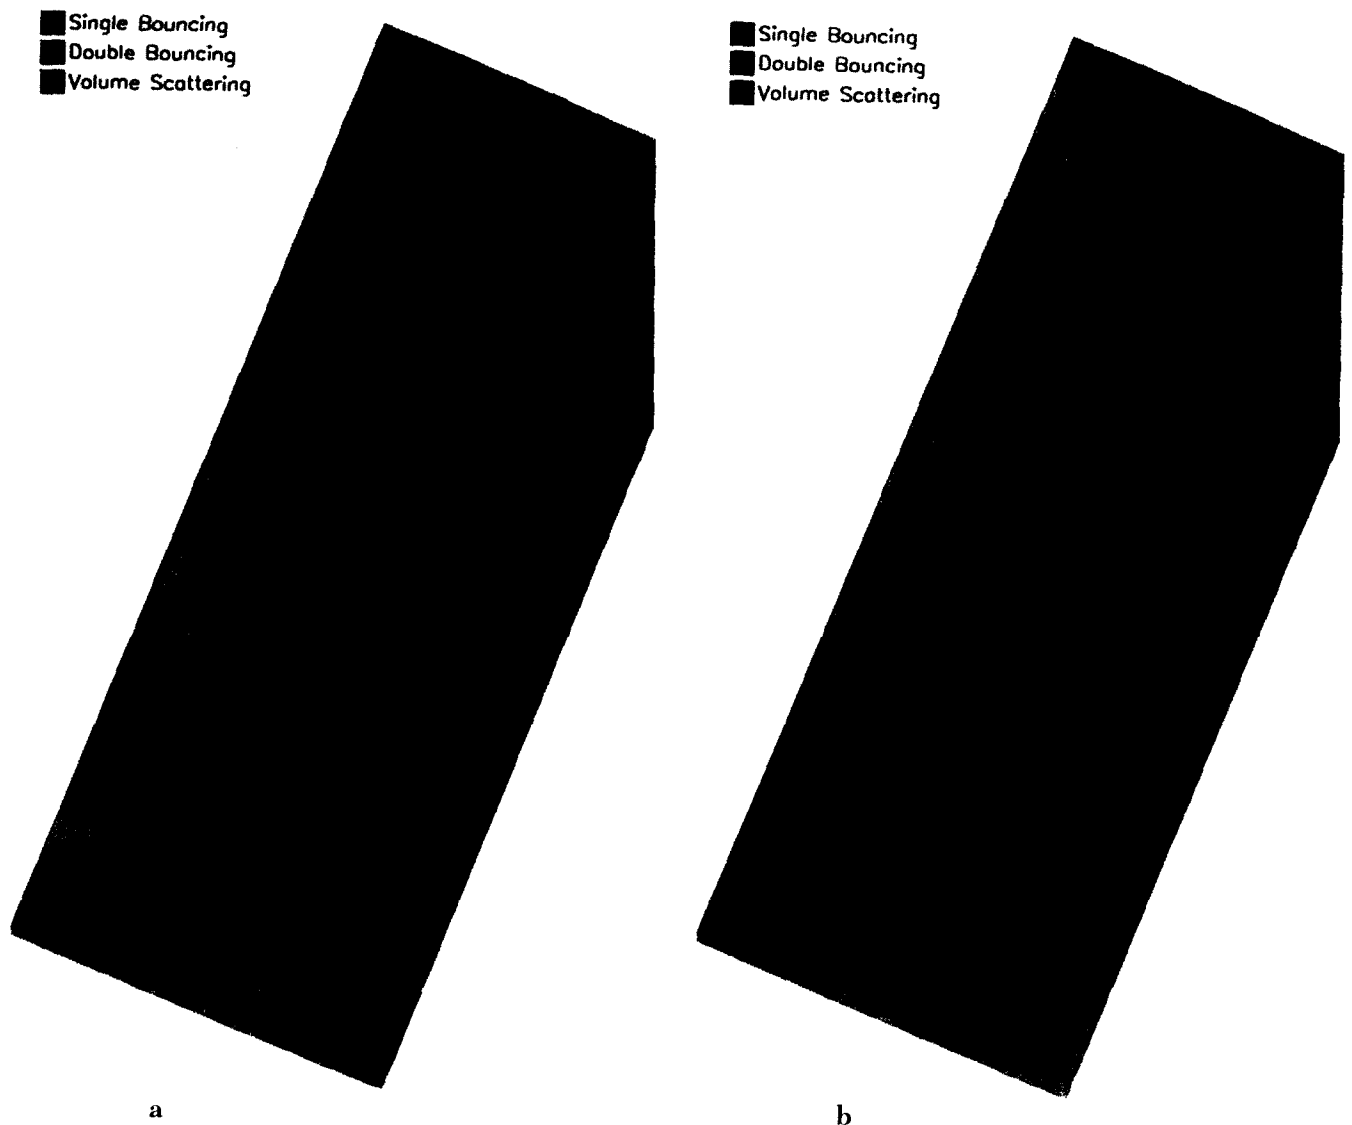 Single Bouncing
Double Bouncing
Volume Scattering
Single Bouncing
Double Bouncing
Volume Scattering
a
b